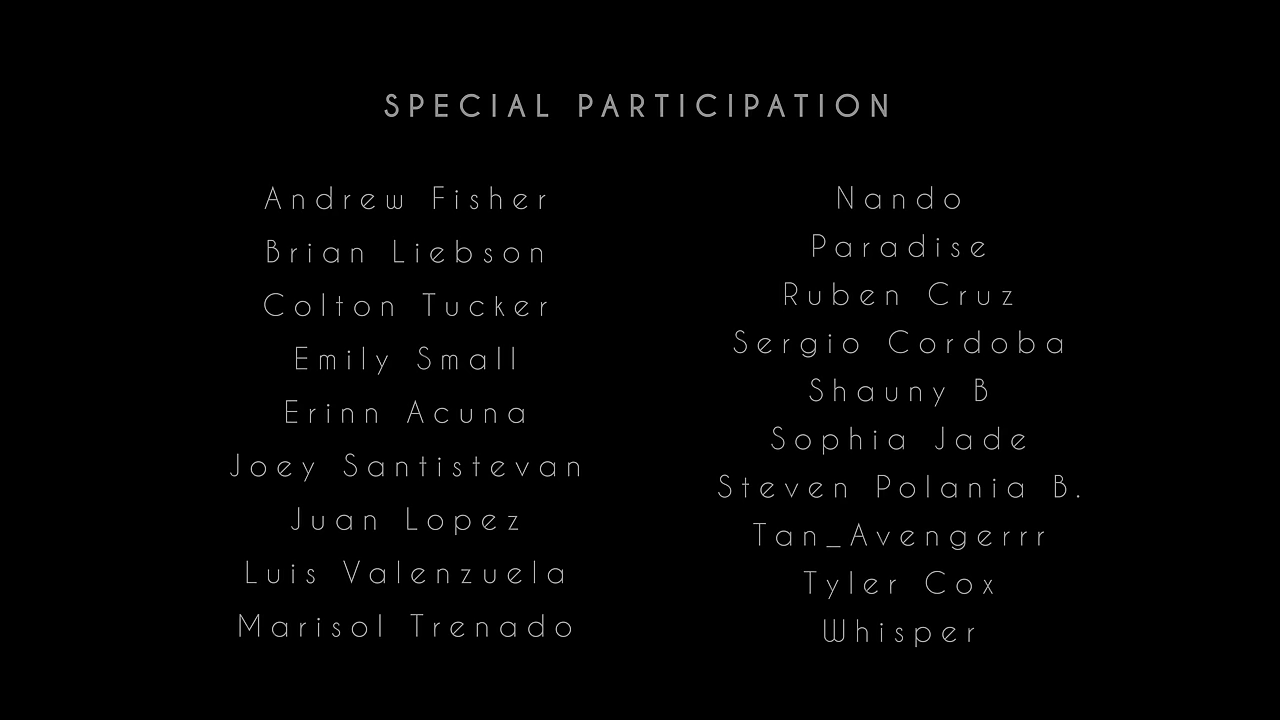 SPECIAL PARTICIPATION
Andrew Fisher
Brian Liebson
Colton Tucker
Emily Small
Erinn Acuna
Joey Santistevan
Juan Lopez
Luis Valenzuela
Marisol Trenado
Nando
Paradise
Ruben Cruz
Sergio Cordoba
Shauny B
Sophia Jade
Steven Polania B.
Tan_Avengerrr
Tyler Cox
Whisper